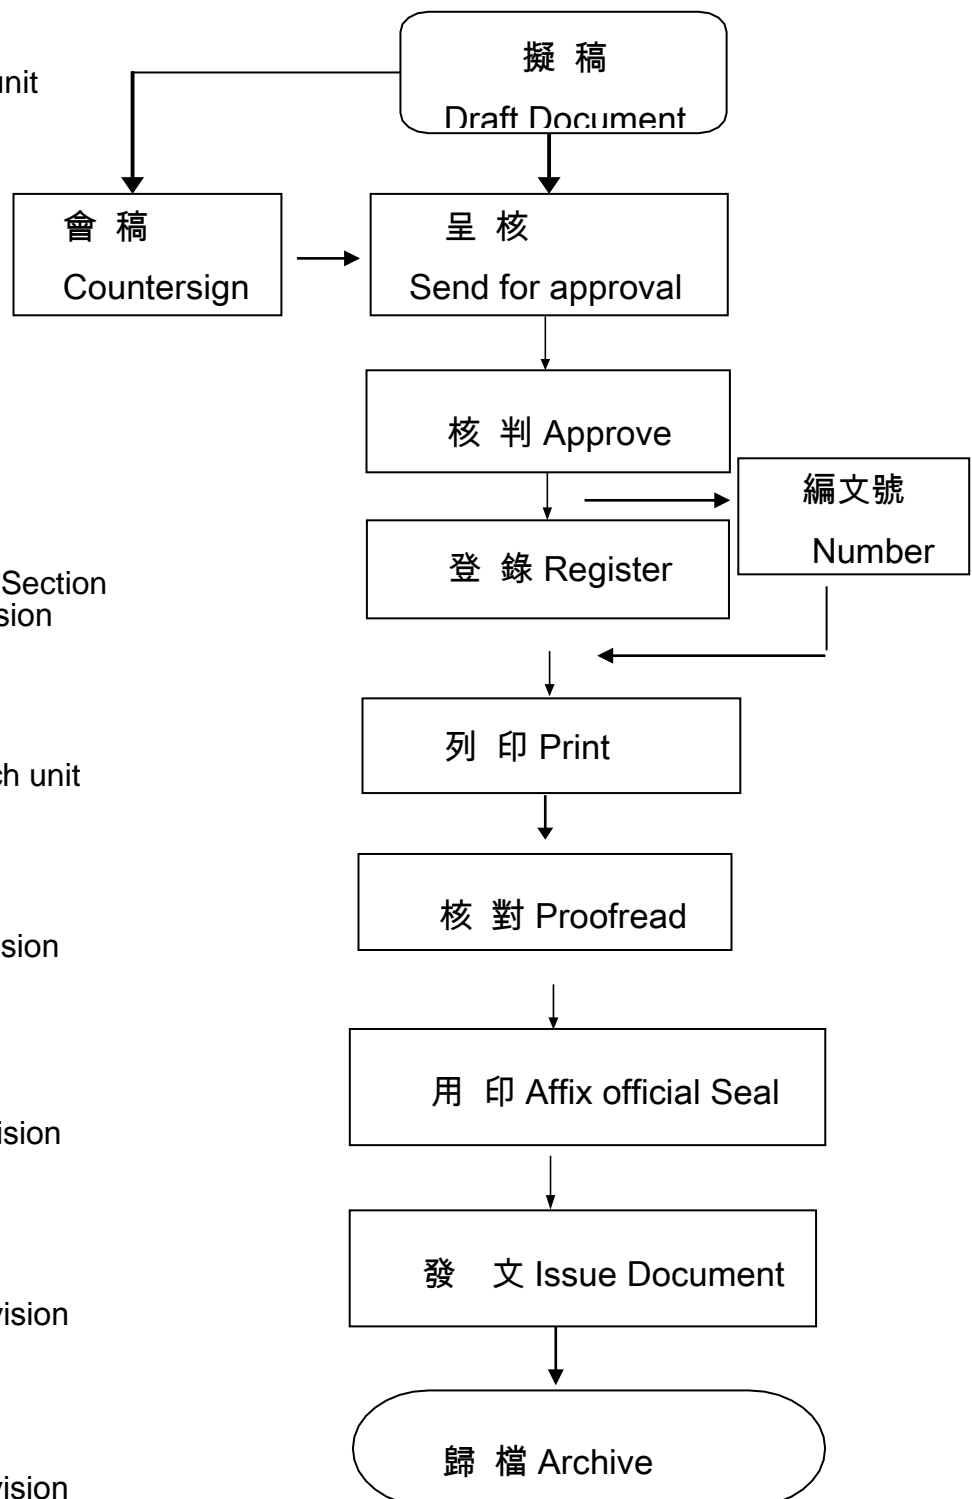 擬 稿
unit
Draft Document
會 稿
呈 核
Countersign
Send for approval
核 判 Approve
編文號
Number
登 錄 Register
Section
sion
列 印 Print
ch unit
核 對 Proofread
sion
用 印 Affix official Seal
ision
發 文 Issue Document
vision
歸 檔 Archive
vision